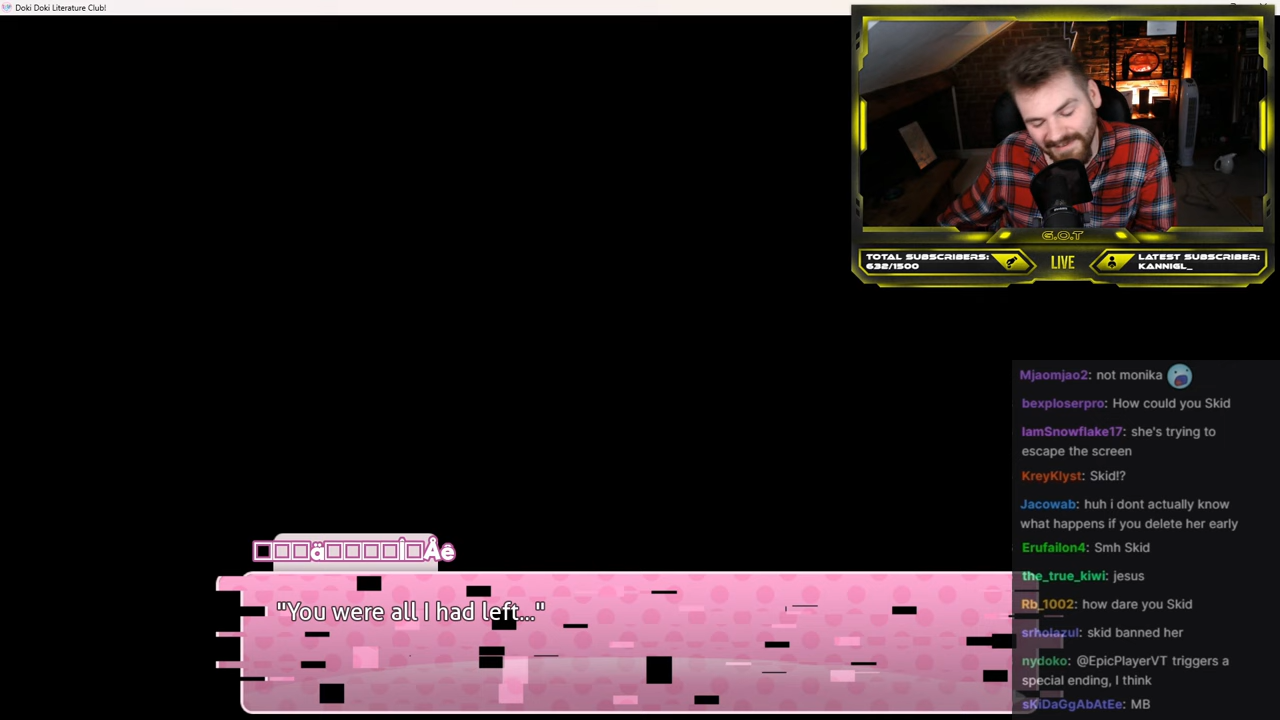 Doki Doki Literature Club!
G.O.T
TOTAL SUBSCRIBERS:
632/1500
LIVE
LATEST SUBSCRIBER:
KANNIGL_
Mjaomjao2: not monika
bexploserpro: How could you Skid
IamSnowflake17: she's trying to
escape the screen
KreyKlyst: Skid!?
Jacowab: huh i dont actually know
what happens if you delete her early
Erufailon4: Smh Skid
the_true_kiwi: jesus
Rb_1002: how dare you Skid
srholazul: skid banned her
nydoko: @EpicPlayerVT triggers a
special ending, I think
sKiDaGgAbAtEe: MB
"You were all I had left..."